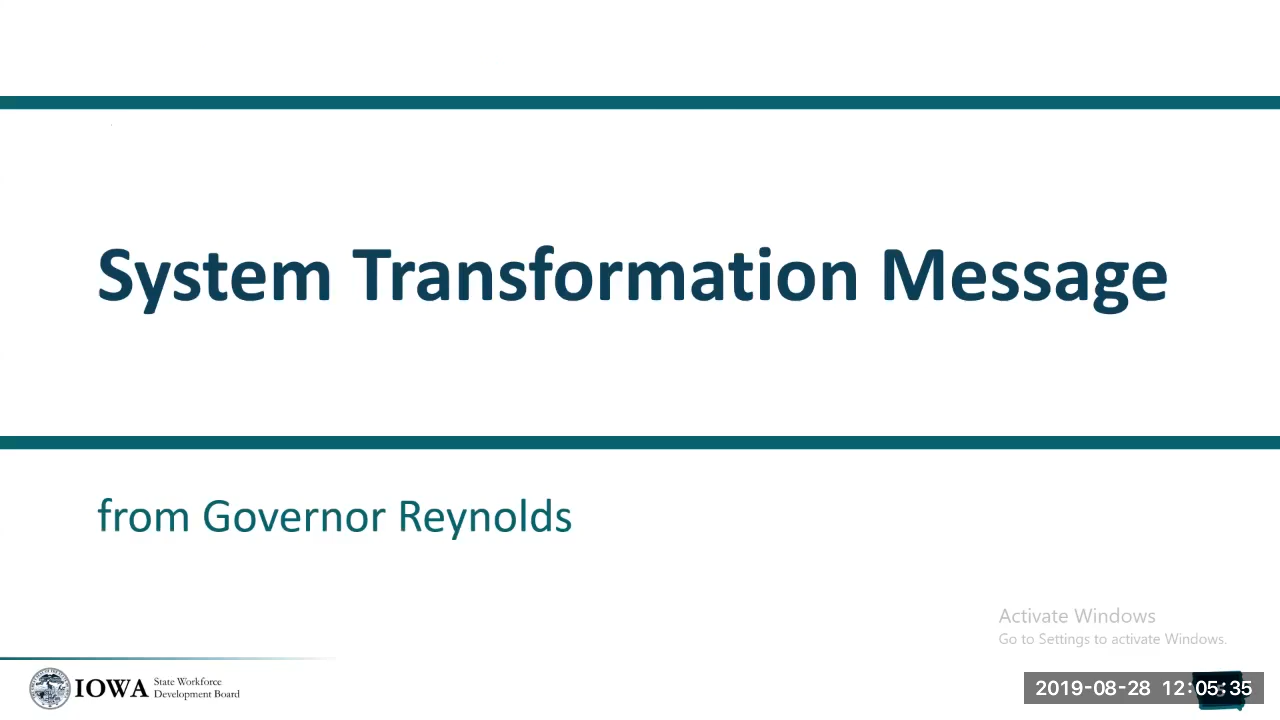 System Transformation Message
from Governor Reynolds
Activate Windows
Go to Settings to activate Windows.
IOWA State Workforce
Development Board
2019-08-28 12:05:35